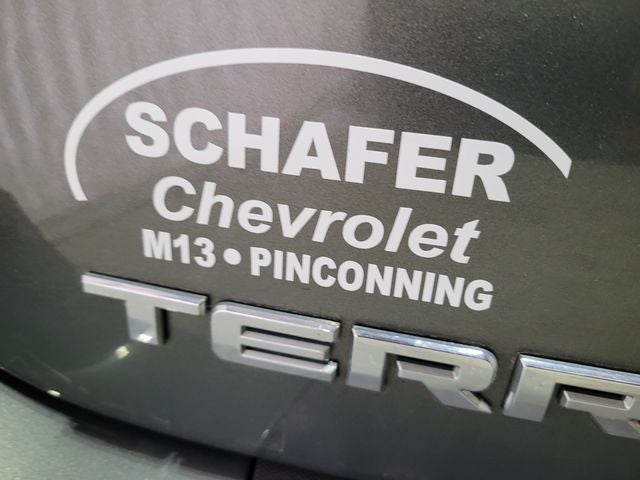 SCHAFER
Chevrolet
M13 • PINCONNING
TERR